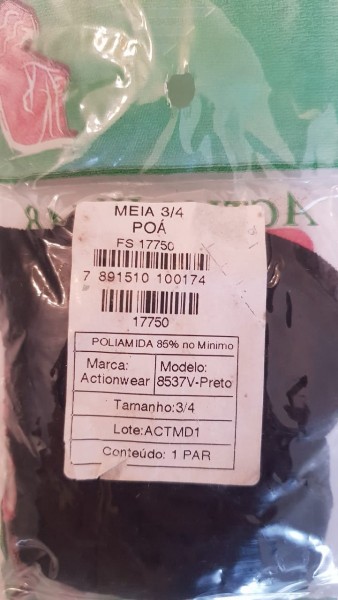 MEIA 3/4
POÁ
FS 17750
7 891510 100174
17750
POLIAMIDA 85% no Mínimo
Marca: Actionwear
Modelo: 8537V-Preto
Tamanho:3/4
Lote:ACTMD1
Conteúdo: 1 PAR